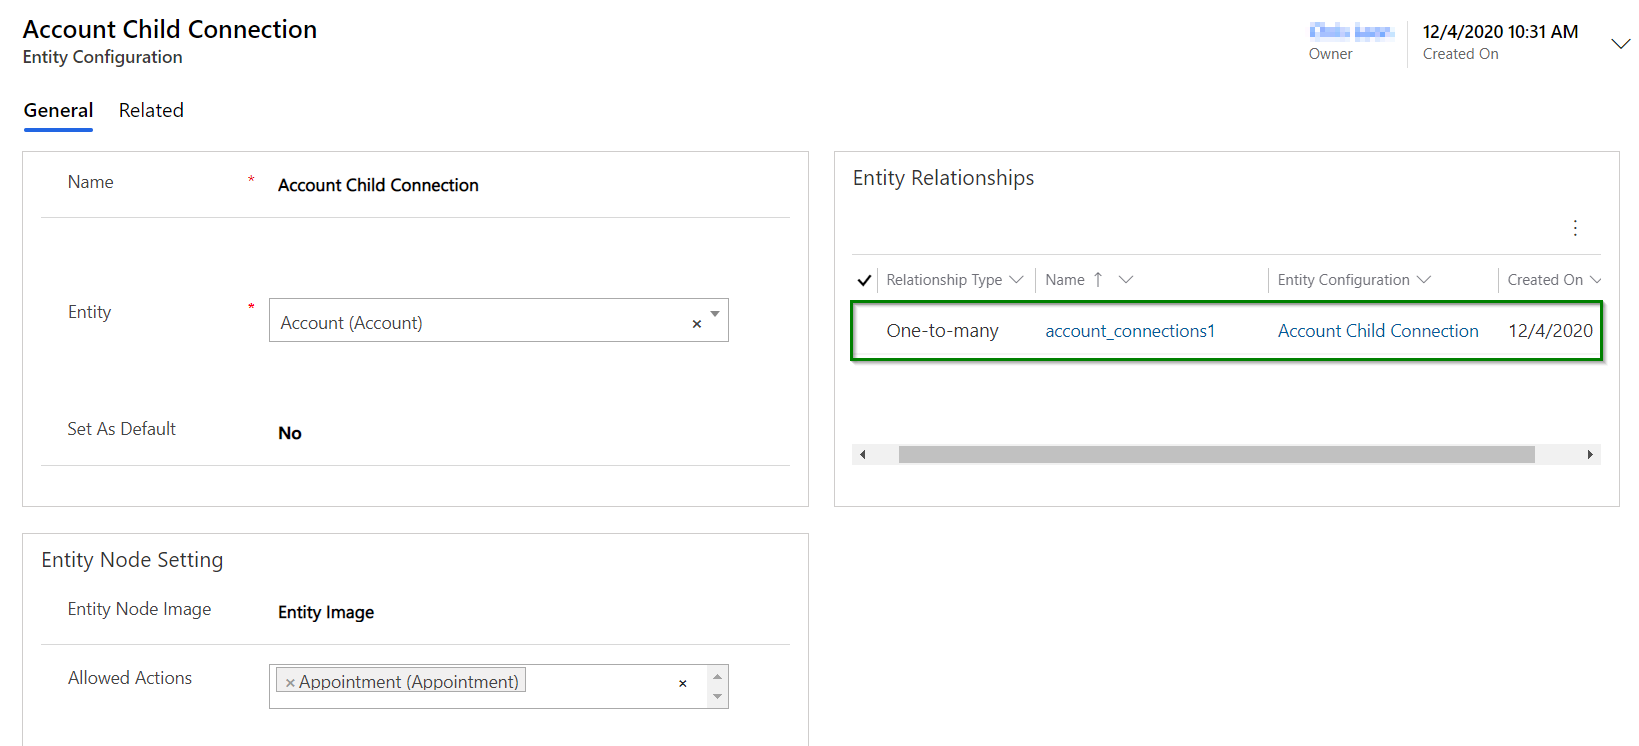 Account Child Connection
Entity Configuration
Owner
12/4/2020 10:31 AM
Created On
General Related
Name * Account Child Connection
Entity * Account (Account) ×
Set As Default No
Entity Relationships
Relationship Type Name ↑ Entity Configuration Created On
One-to-many account_connections1 Account Child Connection 12/4/2020
Entity Node Setting
Entity Node Image Entity Image
Allowed Actions × Appointment (Appointment) ×